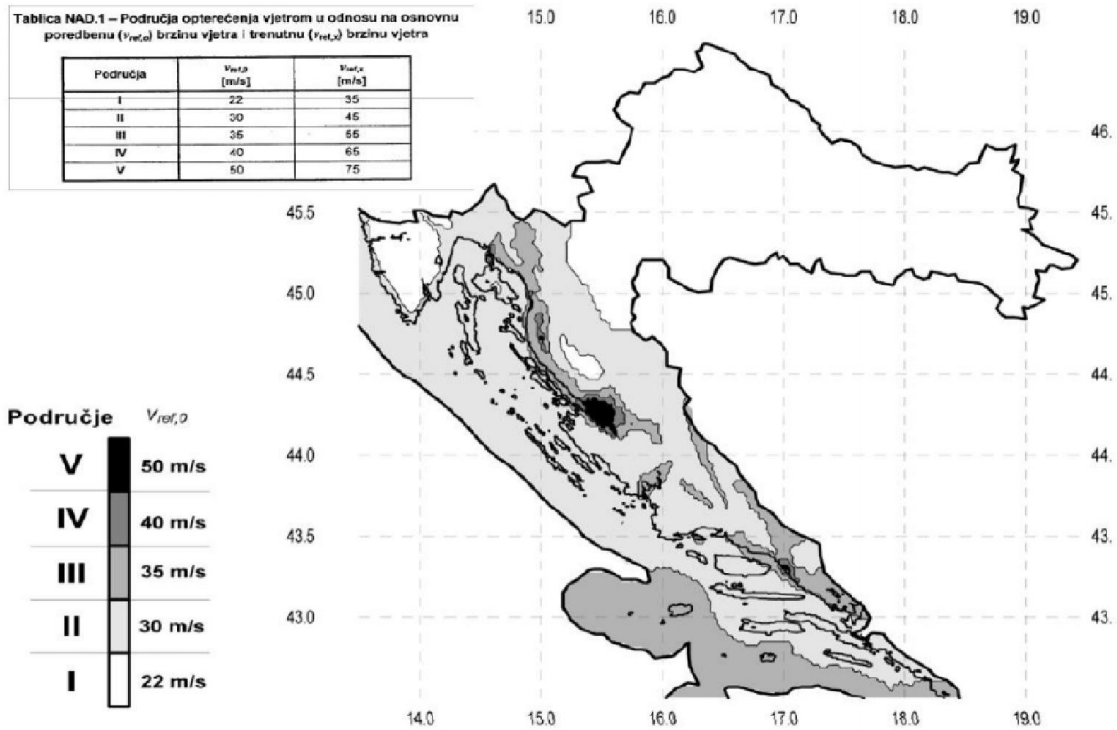 Tablica NAD.1 – Područja opterećenja vjetrom u odnosu na osnovnu
poredbenu (vref,o) brzinu vjetra i trenutnu (vref,x) brzinu vjetra
Područja vref,o [m/s] vref,x [m/s]
I 22 35
II 30 45
III 35 55
IV 40 65
V 50 75
15.0 16.0 17.0 18.0 19.0
46. 46.
45.5 45.
45.0 45.
44.5 44.
44.0 44.
43.5 43.
43.0 43.
14.0 15.0 16.0 17.0 18.0 19.0
Područje vref,o
V 50 m/s
IV 40 m/s
III 35 m/s
II 30 m/s
I 22 m/s